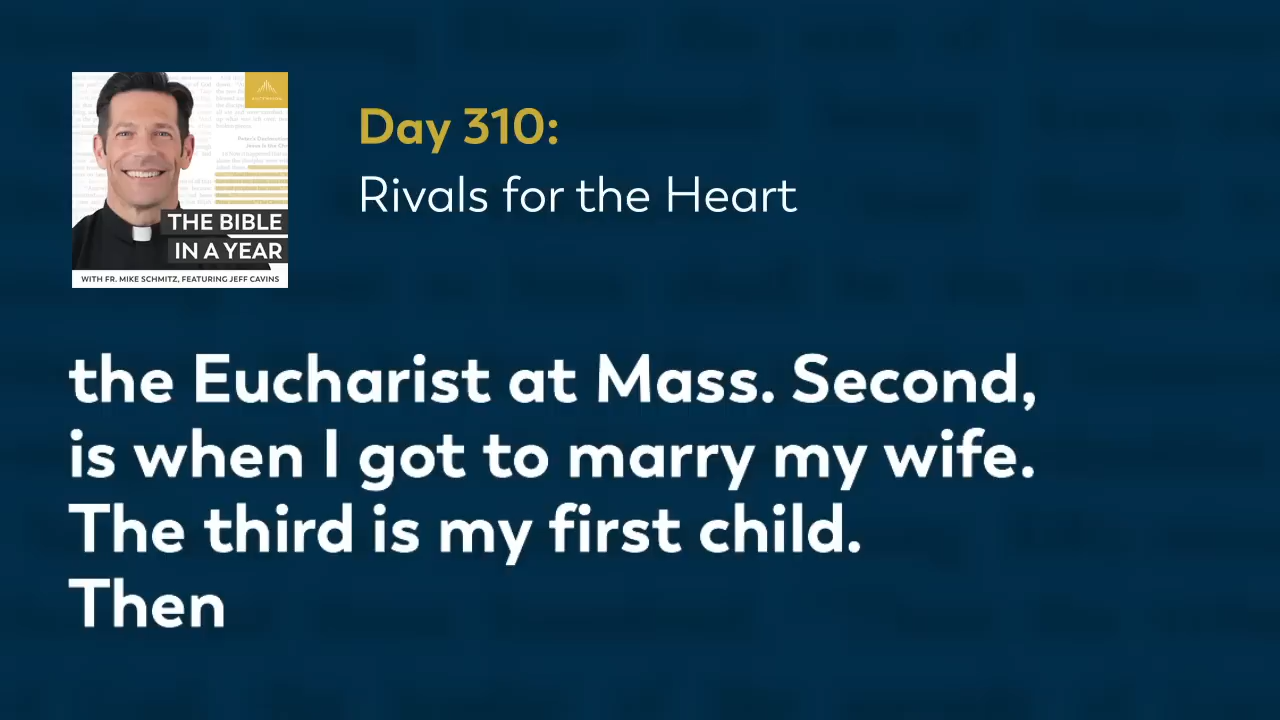 Day 310:
Rivals for the Heart
THE BIBLE
IN A YEAR
WITH FR. MIKE SCHMITZ, FEATURING JEFF CAVINS
the Eucharist at Mass. Second,
is when I got to marry my wife.
The third is my first child.
Then